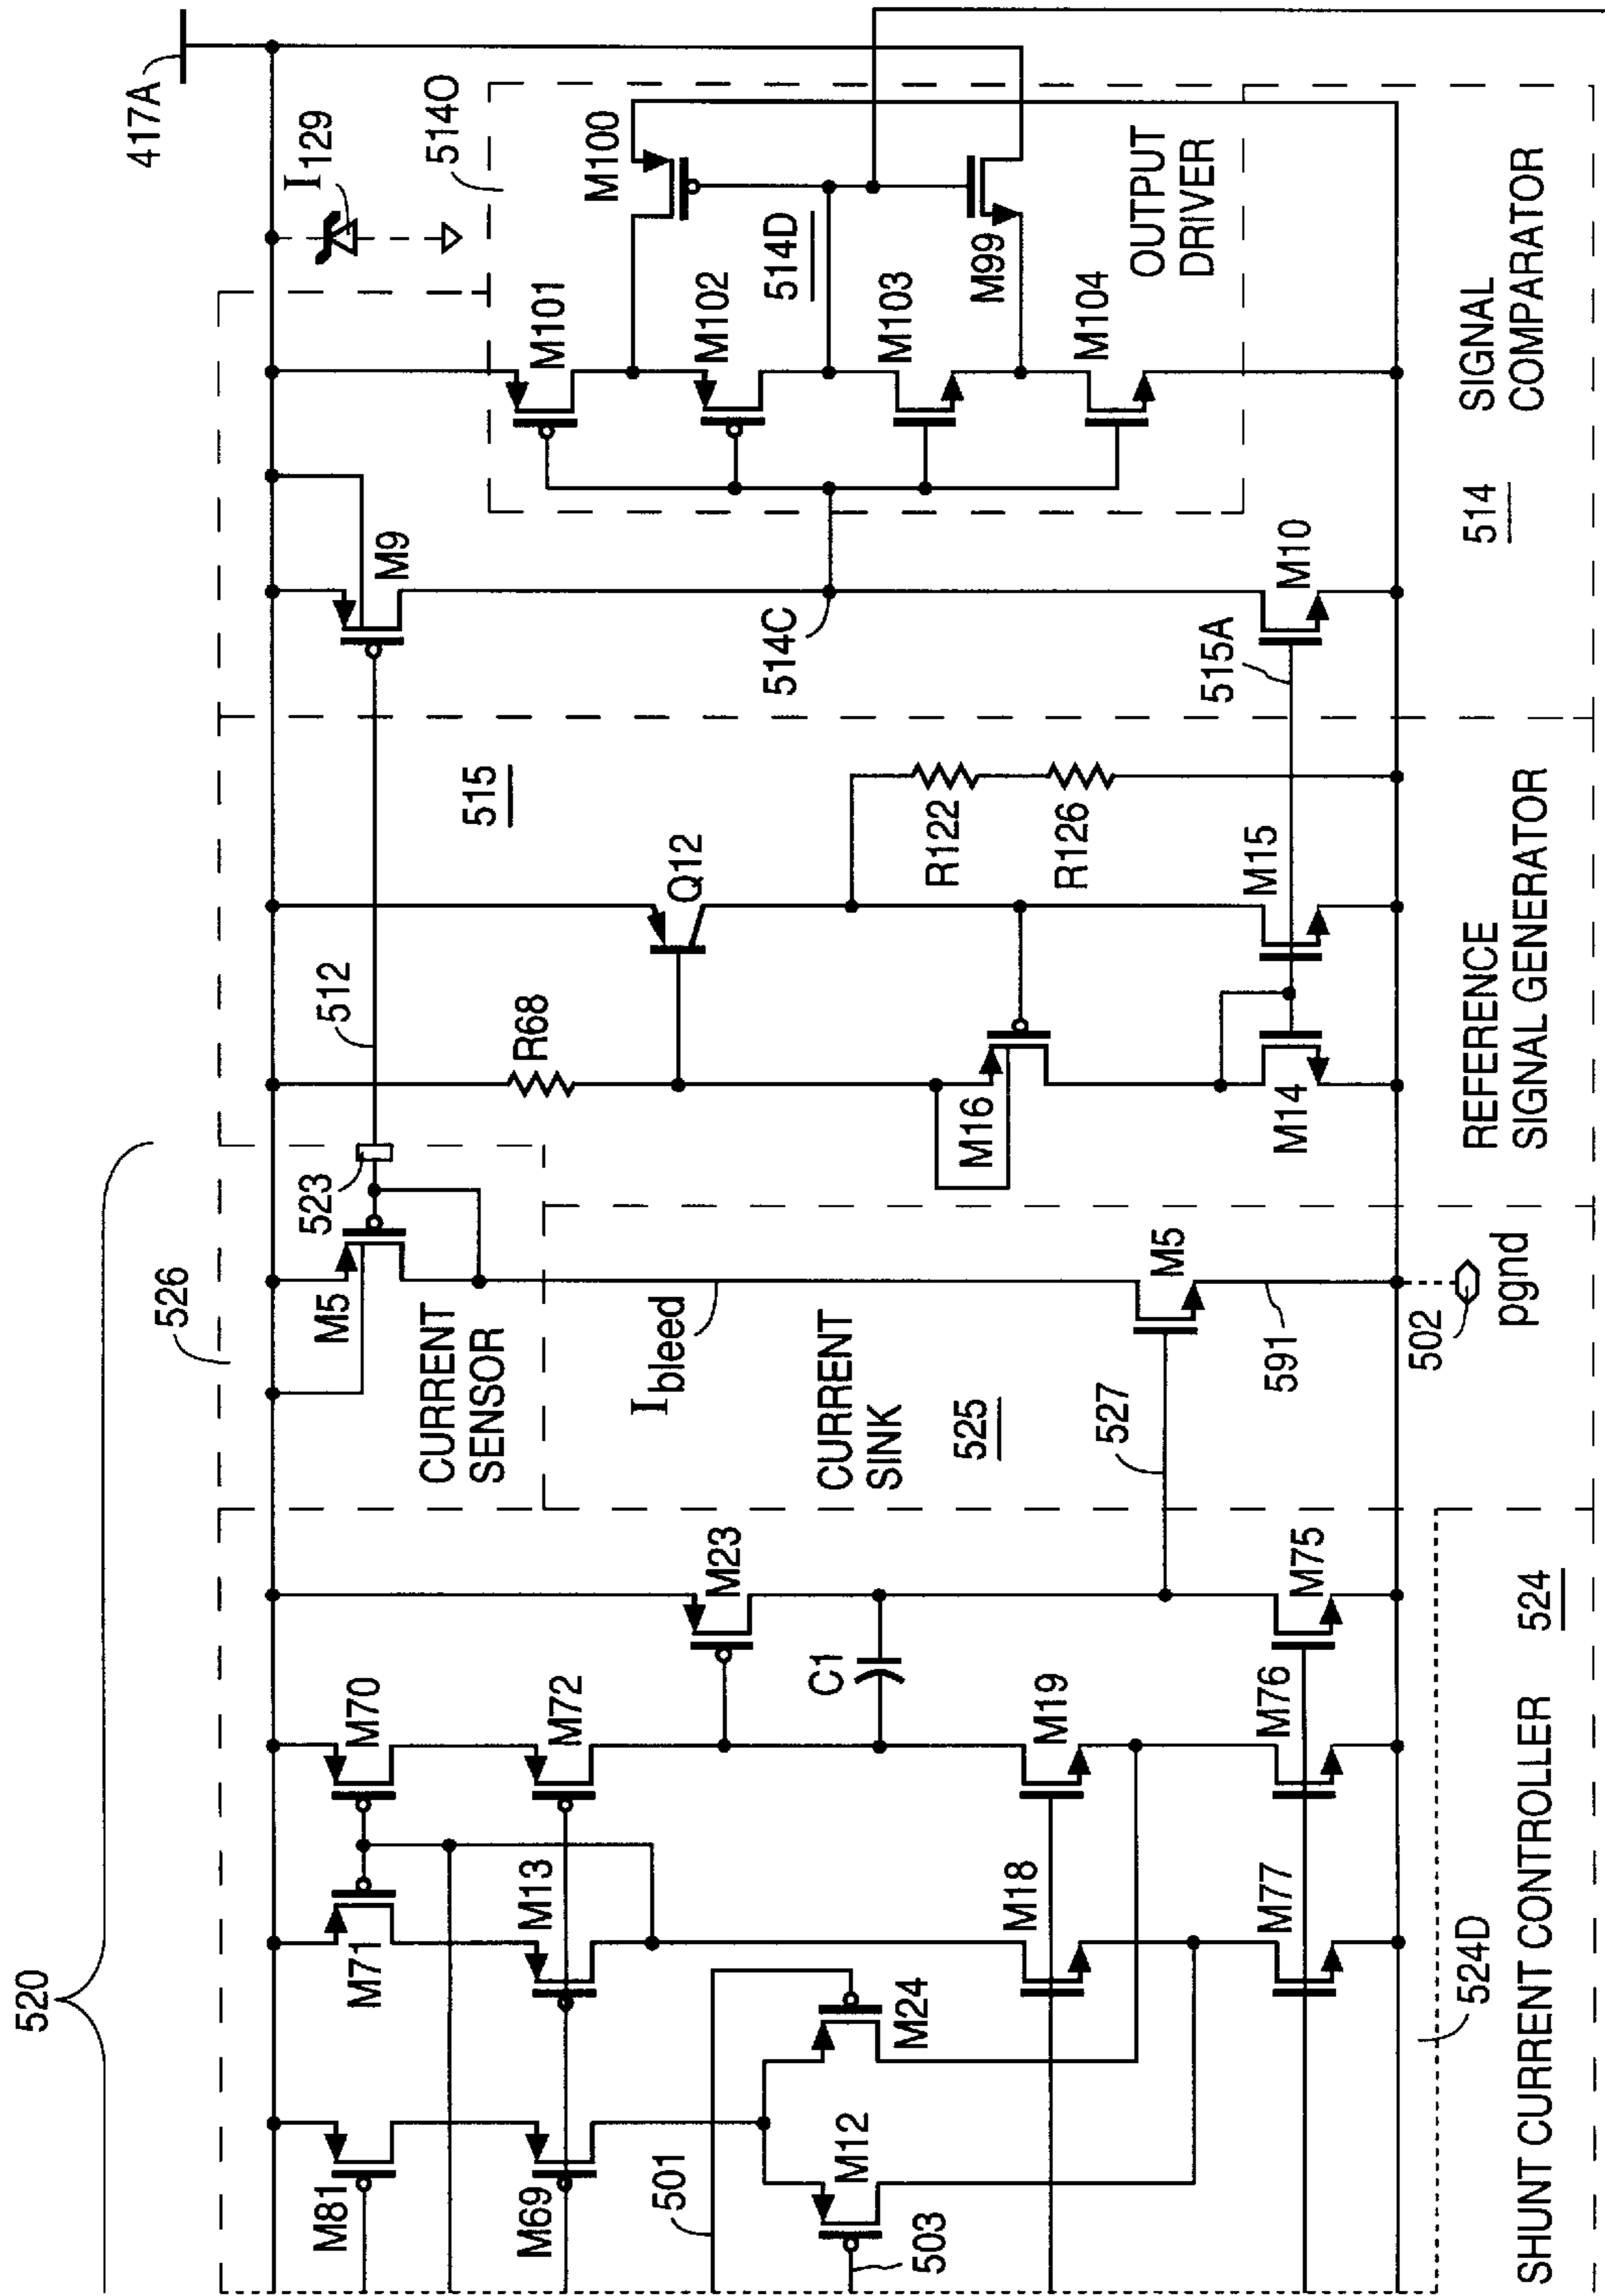 520
526
417A
I129
514O
M100
514D
M99
OUTPUT
DRIVER
M101
M102
M103
M104
SIGNAL
COMPARATOR
514
M9
514C
M10
515A
515
512
R68
Q12
R122
R126
M15
M16
M14
REFERENCE
SIGNAL GENERATOR
523
M5
CURRENT
SENSOR
Ibleed
CURRENT
SINK
525
M5
527
591
502
pgnd
M23
C1
M75
M70
M72
M19
M76
M71
M13
M18
M77
M24
M81
M69
M12
501
503
524D
SHUNT CURRENT CONTROLLER 524